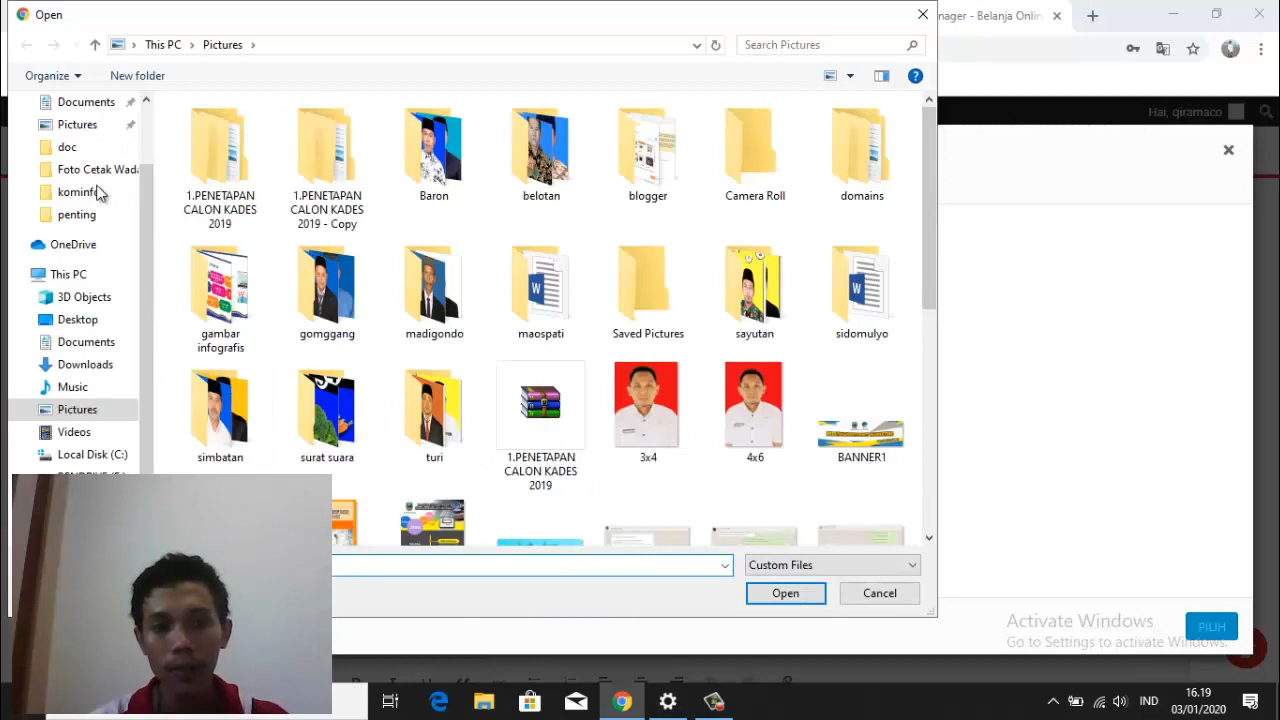 Open
nager - Belanja Onlin
This PC
Pictures
Search Pictures
Organize
New folder
Hai, qiramaco
Documents
Pictures
doc
Foto Cetak Wad
kominf
penting
OneDrive
This PC
3D Objects
Desktop
Documents
Downloads
Music
Pictures
Videos
Local Disk (C:)
1.PENETAPAN
CALON KADES
2019
1.PENETAPAN
CALON KADES
2019 - Copy
Baron
belotan
blogger
Camera Roll
domains
gambar
infografis
gomggang
madigondo
maospati
Saved Pictures
sayutan
sidomulyo
simbatan
surat suara
turi
1.PENETAPAN
CALON KADES
2019
3x4
4x6
BANNER1
Custom Files
Open
Cancel
Activate Windows
Go to Settings to activate Windows.
PILIH
IND
16.19
03/01/2020